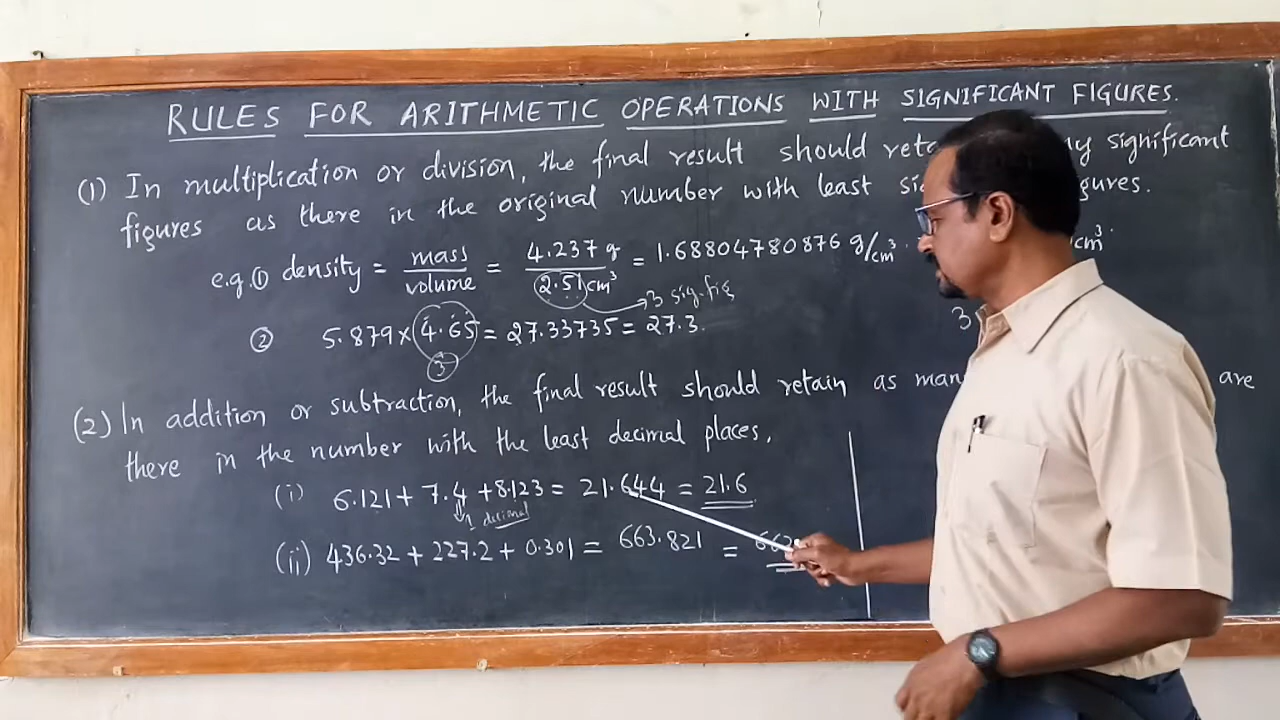 RULES FOR ARITHMETIC OPERATIONS WITH SIGNIFICANT FIGURES.
(1) In multiplication or division, the final result should significant
figures as there in the original number with least figures.
e.g. ① density = mass/volume = 4.237 g/2.51 cm³ = 1.68804780876 g/cm³. cm³.
3 sig. fig
② 5.879 × 4.65 = 27.33735 = 27.3. 3
3
(2) In addition or subtraction, the final result should retain as are
there in the number with the least decimal places.
(i) 6.121 + 7.4 + 8.123 = 21.644 = 21.6
1 decimal
(ii) 436.32 + 227.2 + 0.301 = 663.821 =